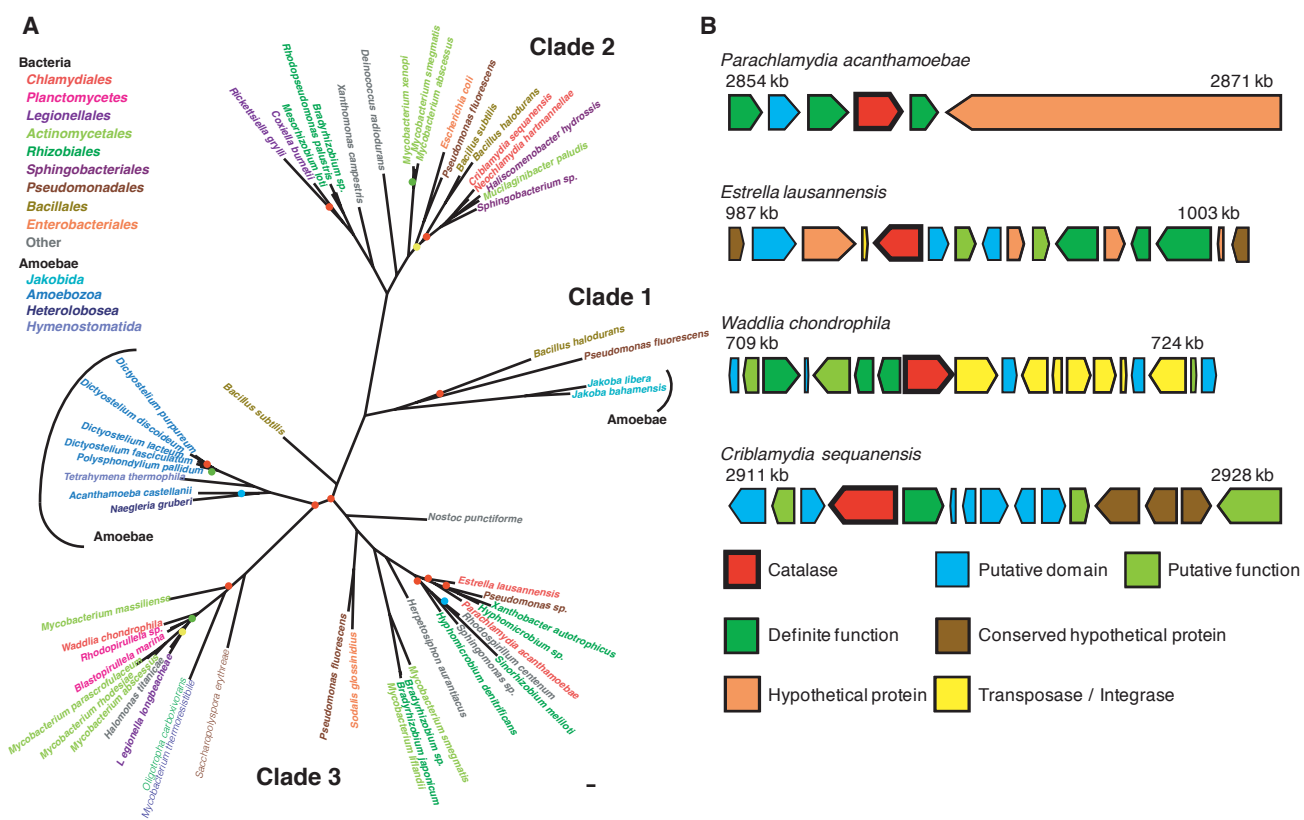 A
Bacteria
Chlamydiales
Planctomycetes
Legionellales
Actinomycetales
Rhizobiales
Sphingobacteriales
Pseudomonadales
Bacillales
Enterobacteriales
Other
Amoebae
Jakobida
Amoebozoa
Heterolobosea
Hymenostomatida
Clade 2
Rickettsiella grylli
Coxiella burnetii
Mesorhizobium loti
Rhodopseudomonas palustris
Bradyrhizobium sp.
Xanthomonas campestris
Deinococcus radiodurans
Mycobacterium xenopi
Mycobacterium smegmatis
Mycobacterium abscessus
Escherichia coli
Pseudomonas fluorescens
Bacillus subtilis
Bacillus halodurans
Criblamydia sequanensis
Neochlamydia hartmannellae
Haliscomenobacter hydrossis
Mucilaginibacter paludis
Sphingobacterium sp.
Clade 1
Bacillus halodurans
Pseudomonas fluorescens
Jakoba libera
Jakoba bahamensis
Amoebae
Bacillus subtilis
Dictyostelium purpureum
Dictyostelium discoideum
Dictyostelium lacteum
Dictyostelium fasciculatum
Polysphondylium pallidum
Tetrahymena thermophila
Acanthamoeba castellanii
Naegleria gruberi
Amoebae
Nostoc punctiforme
Estrella lausannensis
Pseudomonas sp.
Xanthobacter autotrophicus
Hyphomicrobium sp.
Parachlamydia acanthamoebae
Rhodospirillum centenum
Sinorhizobium meliloti
Sphingomonas sp.
Hyphomicrobium denitrificans
Herpetosiphon aurantiacus
Mycobacterium smegmatis
Bradyrhizobium sp.
Bradyrhizobium japonicum
Mycobacterium liflandii
Sodalis glossinidius
Pseudomonas fluorescens
Mycobacterium massiliense
Waddlia chondrophila
Rhodopirellula sp.
Blastopirellula marina
Mycobacterium parascrofulaceum
Mycobacterium rhodesiae
Mycobacterium abscessus
Halomonas titanicae
Legionella longbeacheae
Oligotropha carboxivorans
Mycobacterium thermoresistibile
Saccharopolyspora erythreae
Clade 3
B
Parachlamydia acanthamoebae
2854 kb 2871 kb
Estrella lausannensis
987 kb 1003 kb
Waddlia chondrophila
709 kb 724 kb
Criblamydia sequanensis
2911 kb 2928 kb
Catalase Putative domain Putative function
Definite function Conserved hypothetical protein
Hypothetical protein Transposase / Integrase